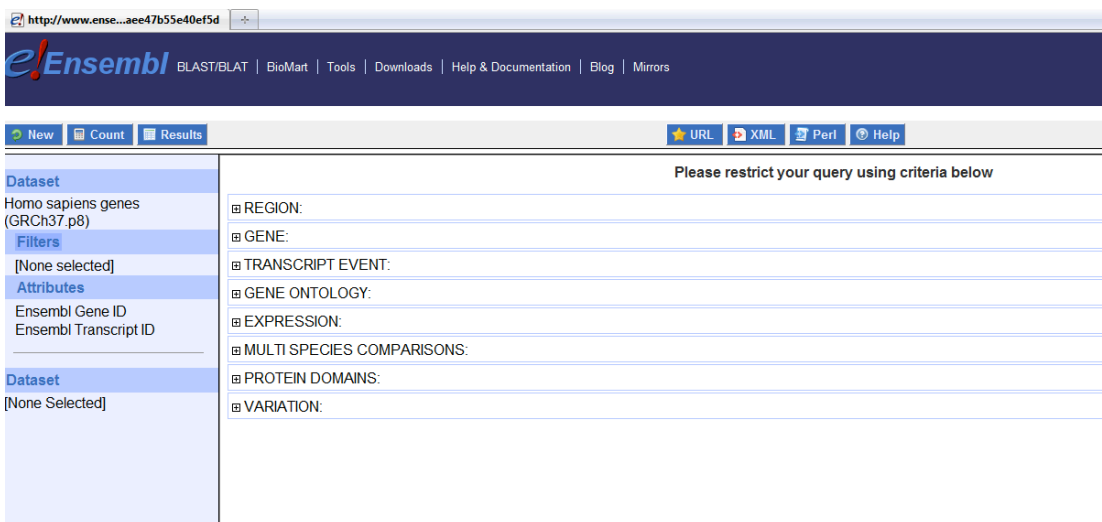 http://www.ense...aee47b55e40ef5d
e!Ensembl BLAST/BLAT | BioMart | Tools | Downloads | Help & Documentation | Blog | Mirrors
New Count Results URL XML Perl Help
Please restrict your query using criteria below
Dataset
Homo sapiens genes
(GRCh37.p8)
Filters
[None selected]
Attributes
Ensembl Gene ID
Ensembl Transcript ID
Dataset
[None Selected]
REGION:
GENE:
TRANSCRIPT EVENT:
GENE ONTOLOGY:
EXPRESSION:
MULTI SPECIES COMPARISONS:
PROTEIN DOMAINS:
VARIATION: